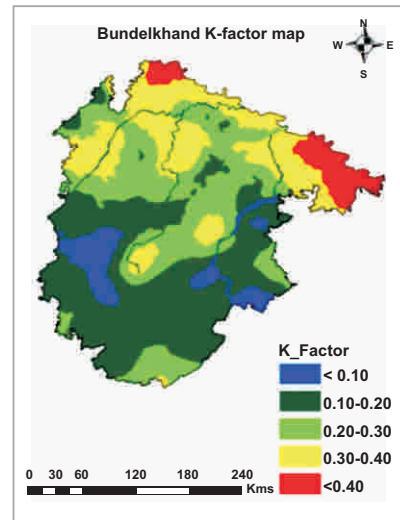 Bundelkhand K-factor map
N
W E
S
K_Factor
< 0.10
0.10-0.20
0.20-0.30
0.30-0.40
<0.40
0 30 60 120 180 240
Kms